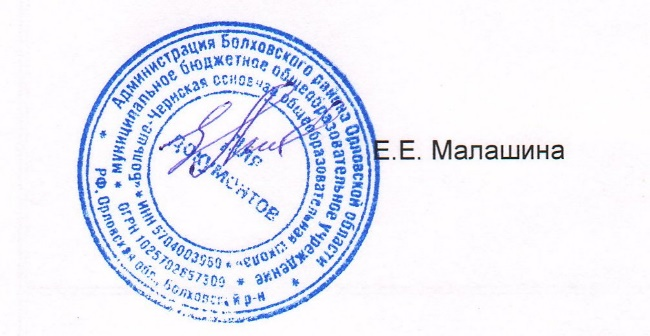 Администрация Болховского района Орловской области
* муниципальное бюджетное общеобразовательное учреждение *
* «Больше-Чернская основная общеобразовательная школа» *
ИНН 5704003950 * ОГРН 1025702657309 *
РФ, Орловская обл. Болховский р-н
для
документов
Е.Е. Малашина